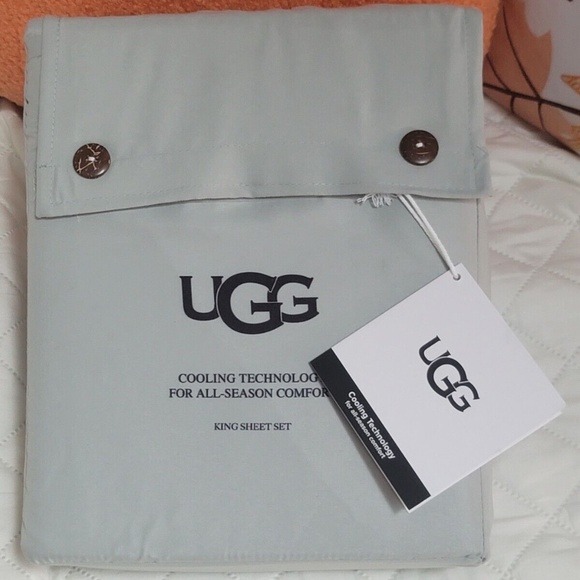 UGG
COOLING TECHNOLOG
FOR ALL-SEASON COMFOR
KING SHEET SET
UGG
Cooling Technology
for all-season comfort